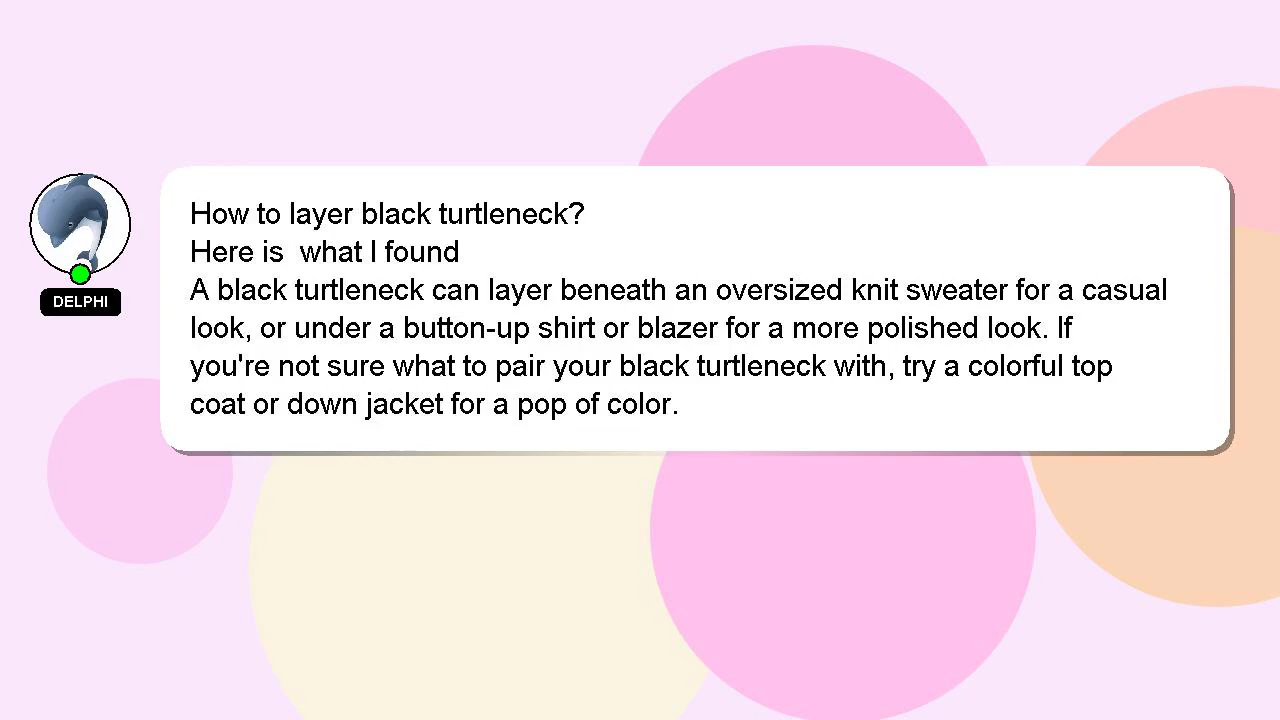 DELPHI
How to layer black turtleneck?
Here is  what I found
A black turtleneck can layer beneath an oversized knit sweater for a casual
look, or under a button-up shirt or blazer for a more polished look. If
you're not sure what to pair your black turtleneck with, try a colorful top
coat or down jacket for a pop of color.